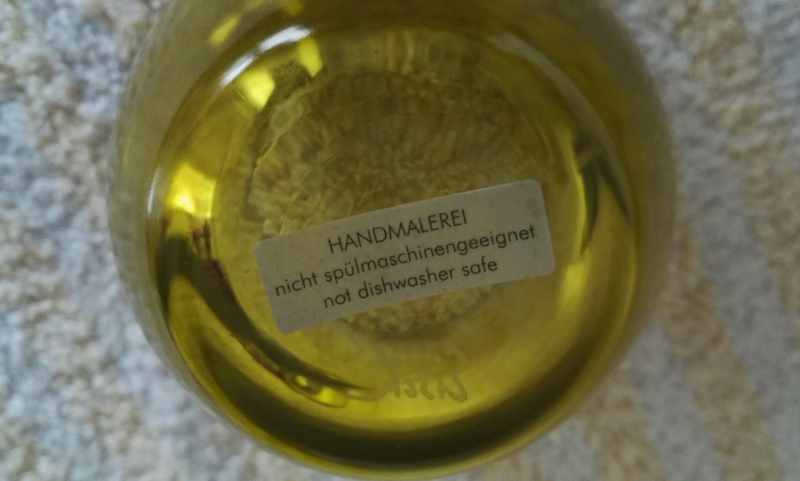 HANDMALEREI
nicht spülmaschinengeeignet
not dishwasher safe